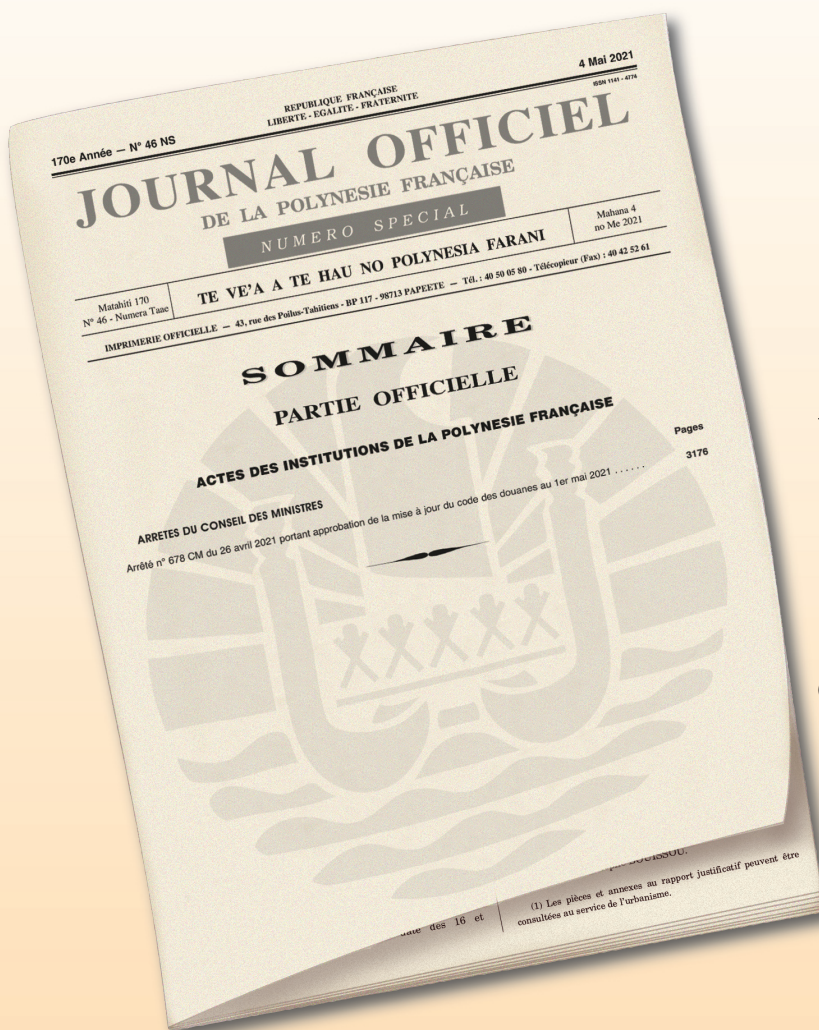 4 Mai 2021
REPUBLIQUE FRANÇAISE
LIBERTE - EGALITE - FRATERNITE
ISSN 1141 - 4774
170e Année — N° 46 NS
JOURNAL OFFICIEL
DE LA POLYNESIE FRANÇAISE
NUMERO SPECIAL
Matahiti 170
N° 46 - Numera Taae
TE VE'A A TE HAU NO POLYNESIA FARANI
Mahana 4
no Me 2021
IMPRIMERIE OFFICIELLE — 43, rue des Poilus-Tahitiens - BP 117 - 98713 PAPEETE — Tél. : 40 50 05 80 - Télécopieur (Fax) : 40 42 52 61
SOMMAIRE
PARTIE OFFICIELLE
ACTES DES INSTITUTIONS DE LA POLYNESIE FRANÇAISE
Pages
ARRETES DU CONSEIL DES MINISTRES
Arrêté n° 678 CM du 26 avril 2021 portant approbation de la mise à jour du code des douanes au 1er mai 2021 . . . . . . 3176
des 16 et
(1) Les pièces et annexes au rapport justificatif peuvent être
consultées au service de l'urbanisme.